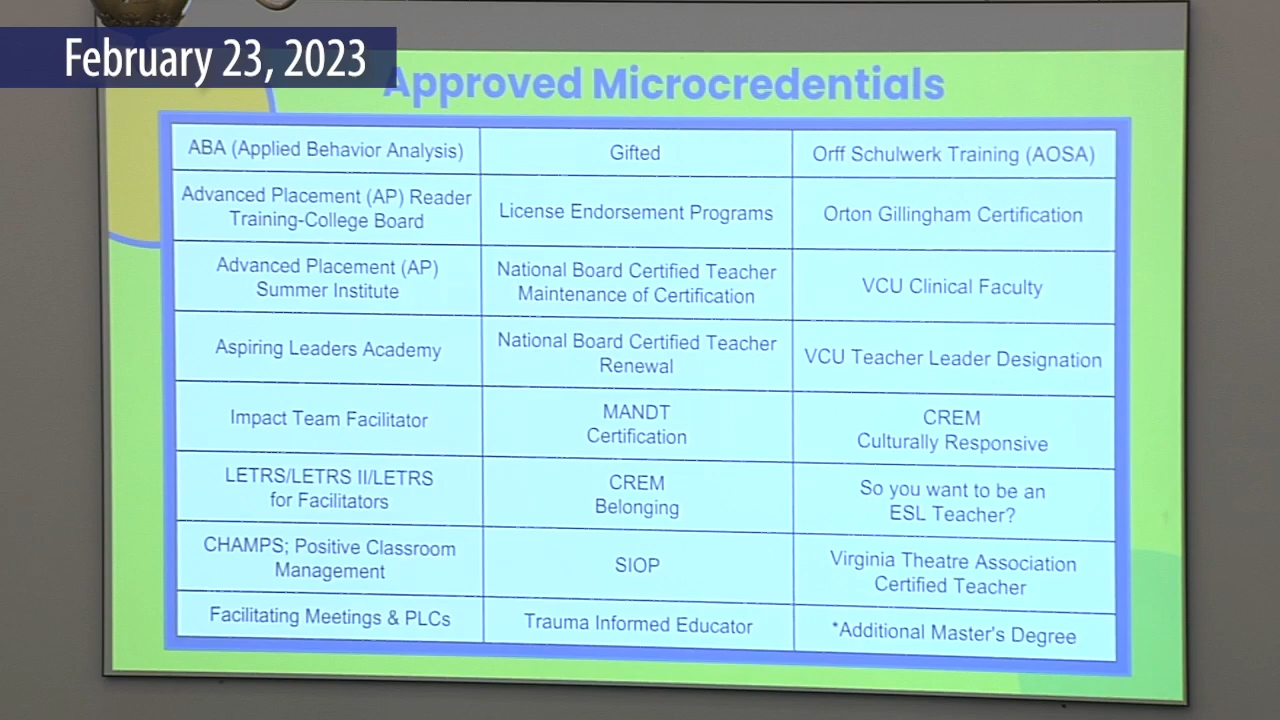 February 23, 2023
Approved Microcredentials
ABA (Applied Behavior Analysis)
Gifted
Orff Schulwerk Training (AOSA)
Advanced Placement (AP) Reader
Training-College Board
License Endorsement Programs
Orton Gillingham Certification
Advanced Placement (AP)
Summer Institute
National Board Certified Teacher
Maintenance of Certification
VCU Clinical Faculty
Aspiring Leaders Academy
National Board Certified Teacher
Renewal
VCU Teacher Leader Designation
Impact Team Facilitator
MANDT
Certification
CREM
Culturally Responsive
LETRS/LETRS II/LETRS
for Facilitators
CREM
Belonging
So you want to be an
ESL Teacher?
CHAMPS; Positive Classroom
Management
SIOP
Virginia Theatre Association
Certified Teacher
Facilitating Meetings & PLCs
Trauma Informed Educator
*Additional Master's Degree